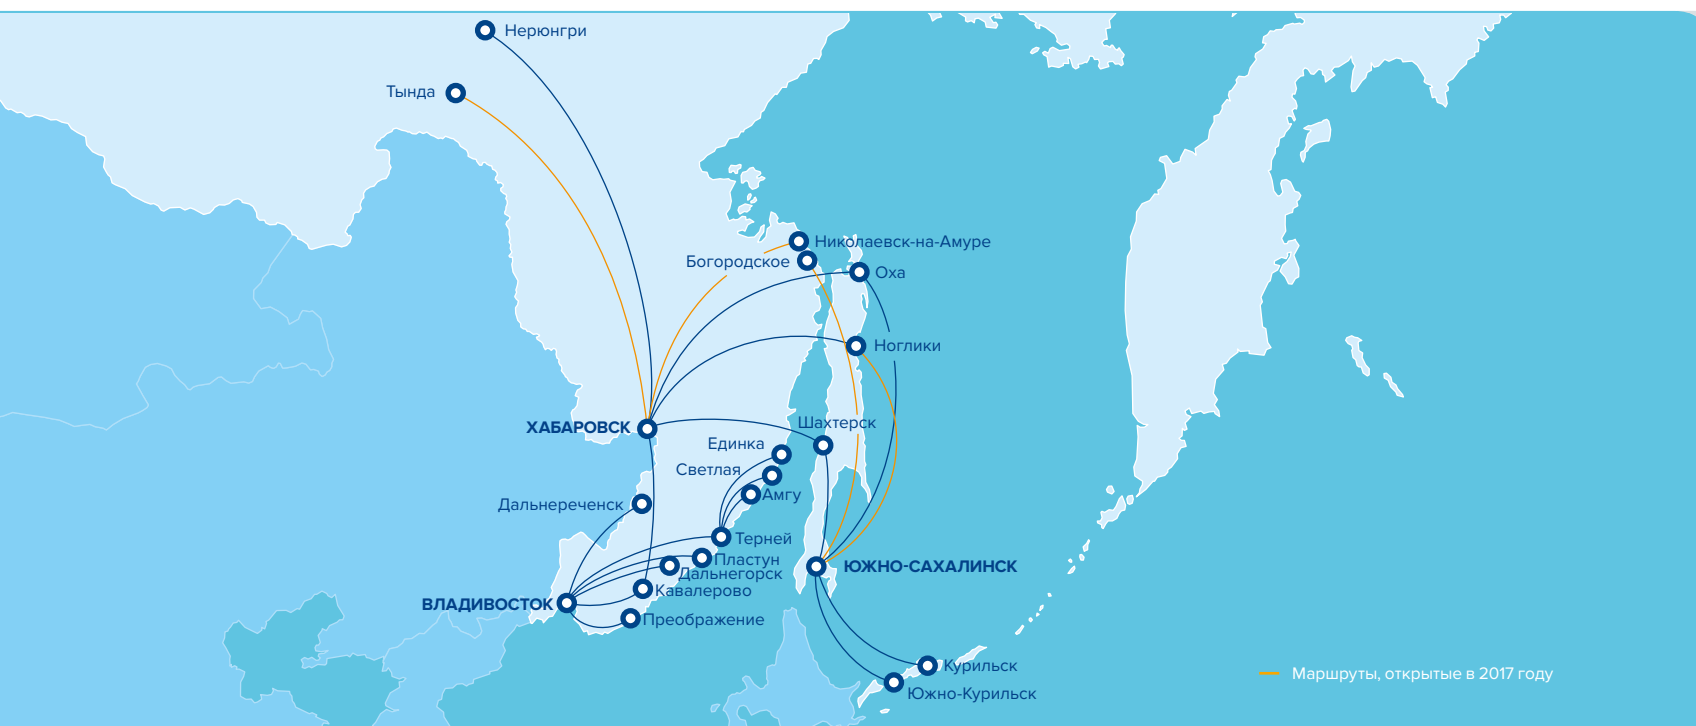 Нерюнгри
Тында
Николаевск-на-Амуре
Богородское
Оха
Ноглики
Шахтерск
ХАБАРОВСК
Единка
Светлая
Амгу
Дальнереченск
Терней
Пластун
ЮЖНО-САХАЛИНСК
Дальнегорск
Кавалерово
ВЛАДИВОСТОК
Преображение
Курильск
Маршруты, открытые в 2017 году
Южно-Курильск